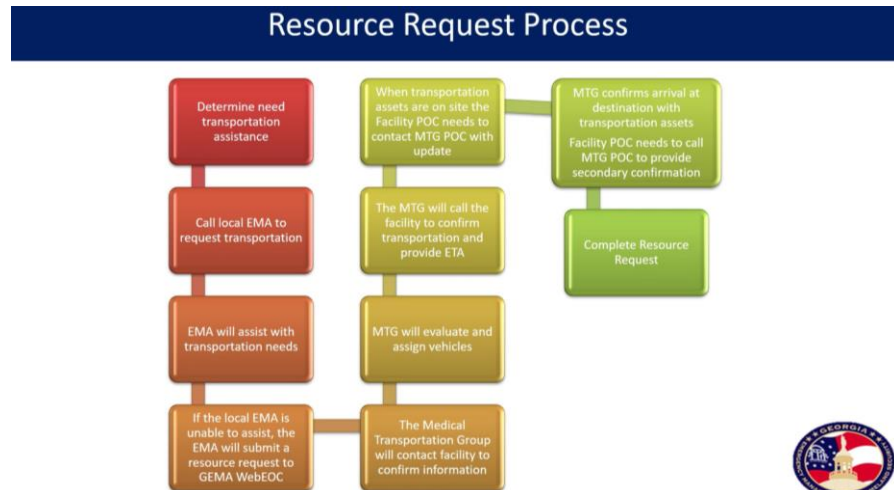 Resource Request Process
Determine need
transportation
assistance
Call local EMA to
request transportation
EMA will assist with
transportation needs
If the local EMA is
unable to assist, the
EMA will submit a
resource request to
GEMA WebEOC
The Medical
Transportation Group
will contact facility to
confirm information
MTG will evaluate and
assign vehicles
The MTG will call the
facility to confirm
transportation and
provide ETA
When transportation
assets are on site the
Facility POC needs to
contact MTG POC with
update
MTG confirms arrival at
destination with
transportation assets
Facility POC needs to call
MTG POC to provide
secondary confirmation
Complete Resource
Request
GEORGIA